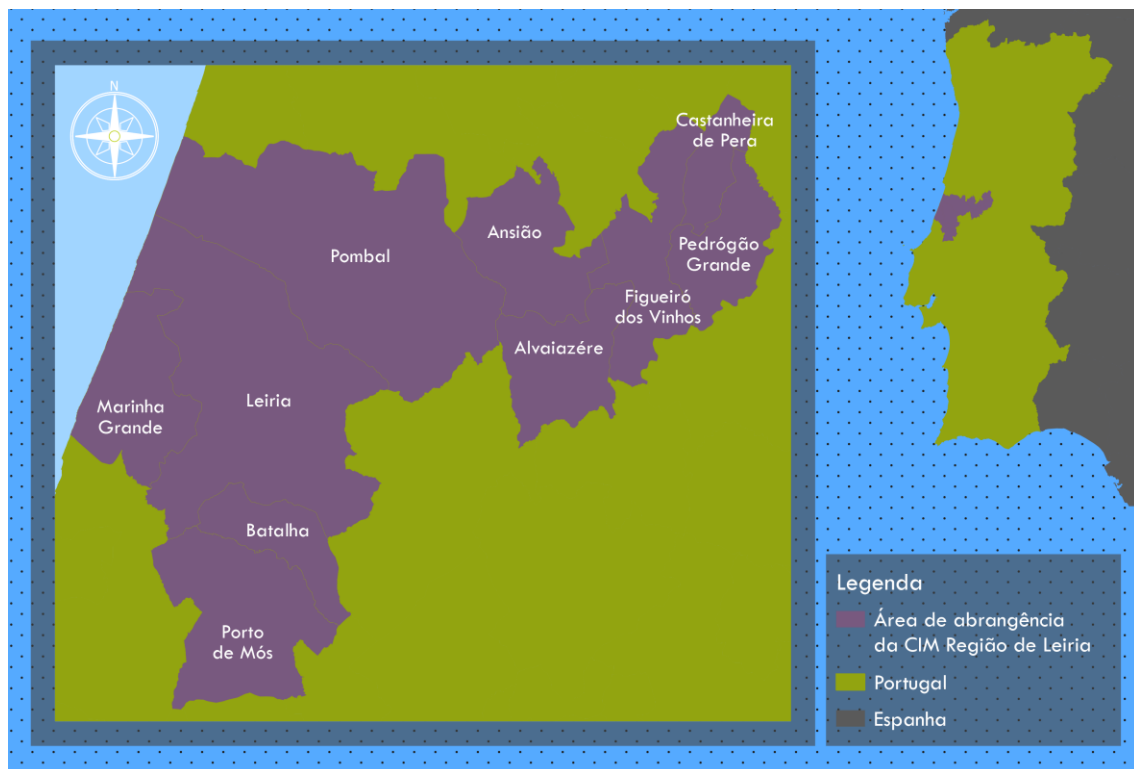 N
Castanheira
de Pera
Ansião
Pombal
Pedrógão
Grande
Figueiró
dos Vinhos
Alvaiazére
Leiria
Marinha
Grande
Batalha
Porto
de Mós
Legenda
Área de abrangência
da CIM Região de Leiria
Portugal
Espanha